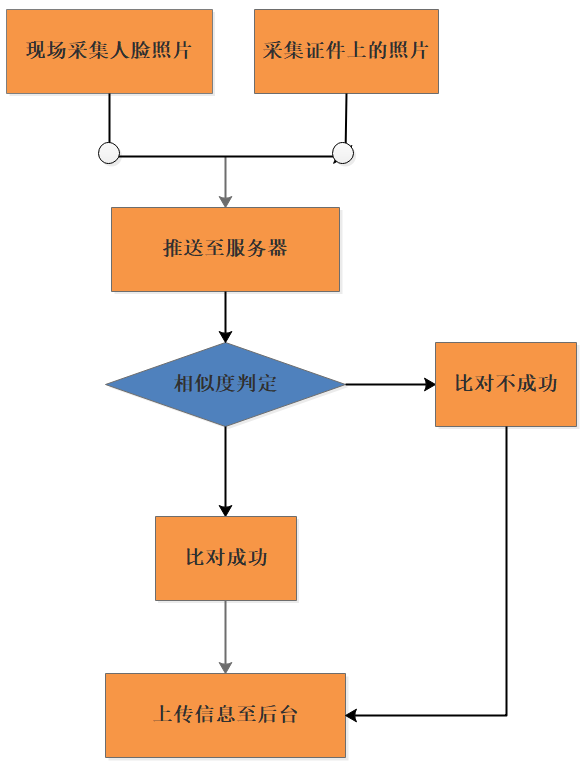 现场采集人脸照片
采集证件上的照片
推送至服务器
相似度判定
比对不成功
比对成功
上传信息至后台